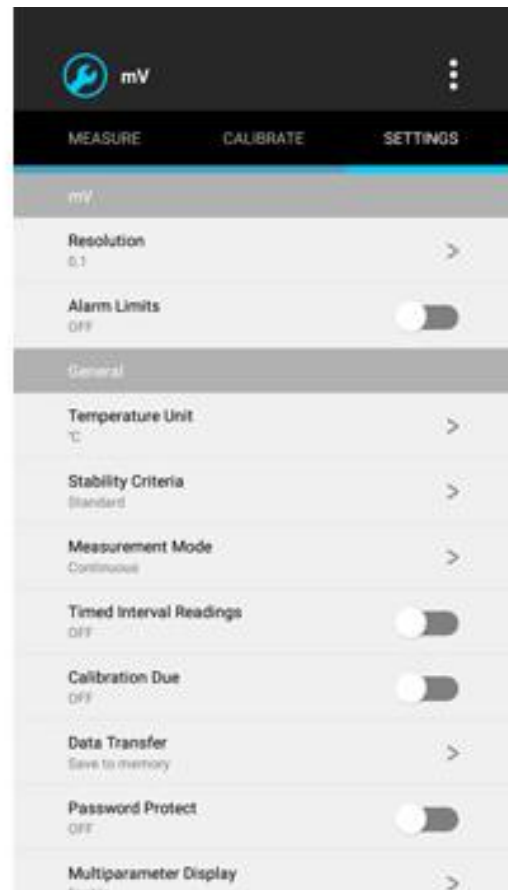 mV
MEASURE CALIBRATE SETTINGS
mV
Resolution
0.1
Alarm Limits
OFF
General
Temperature Unit
℃
Stability Criteria
Standard
Measurement Mode
Continuous
Timed Interval Readings
OFF
Calibration Due
OFF
Data Transfer
Save to memory
Password Protect
OFF
Multiparameter Display